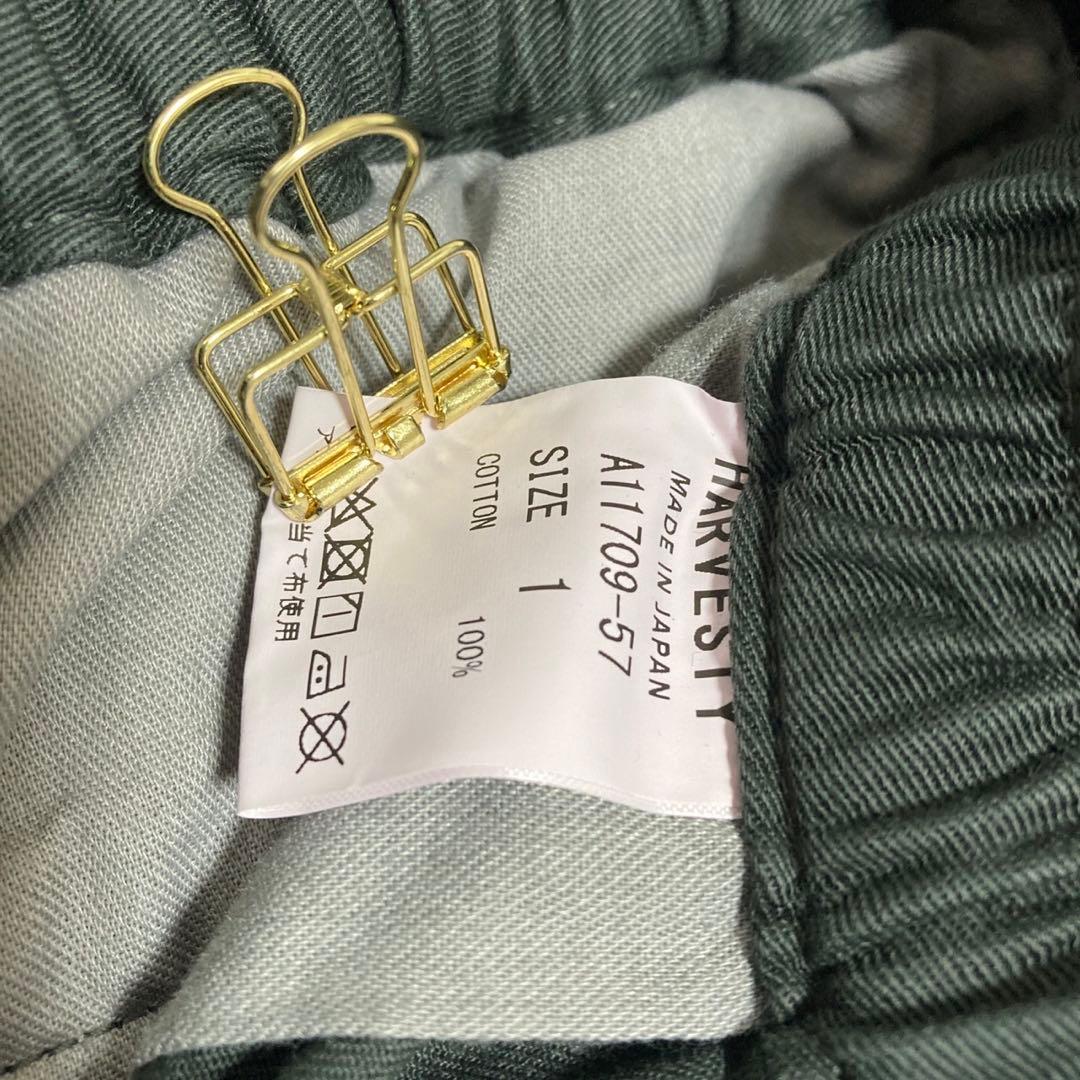 HARVESTY
MADE IN JAPAN
A11709-57
SIZE 1
COTTON 100%
当て布使用